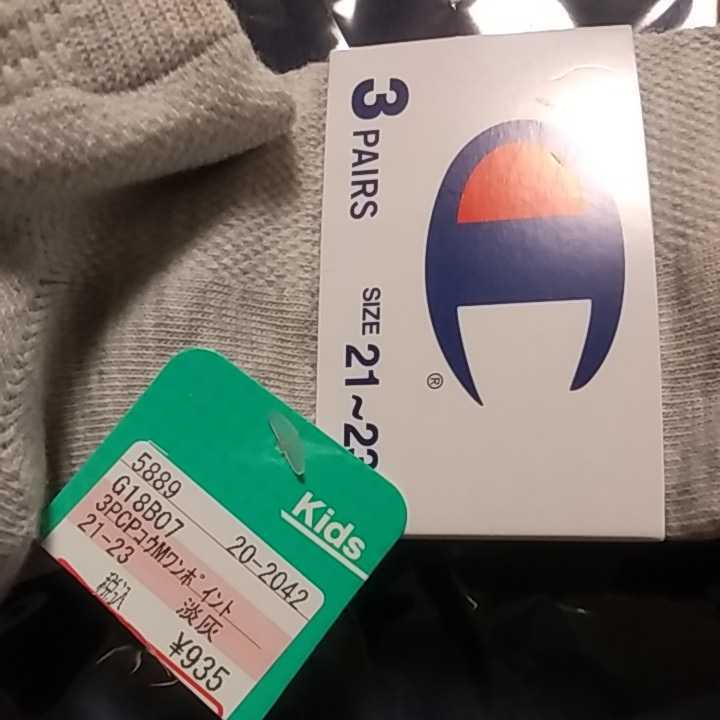 3 PAIRS
SIZE 21~23
®
Kids
5889
G18B07 20-2042
3PCPコウMワンポイント
21-23 淡灰
税込 ¥935